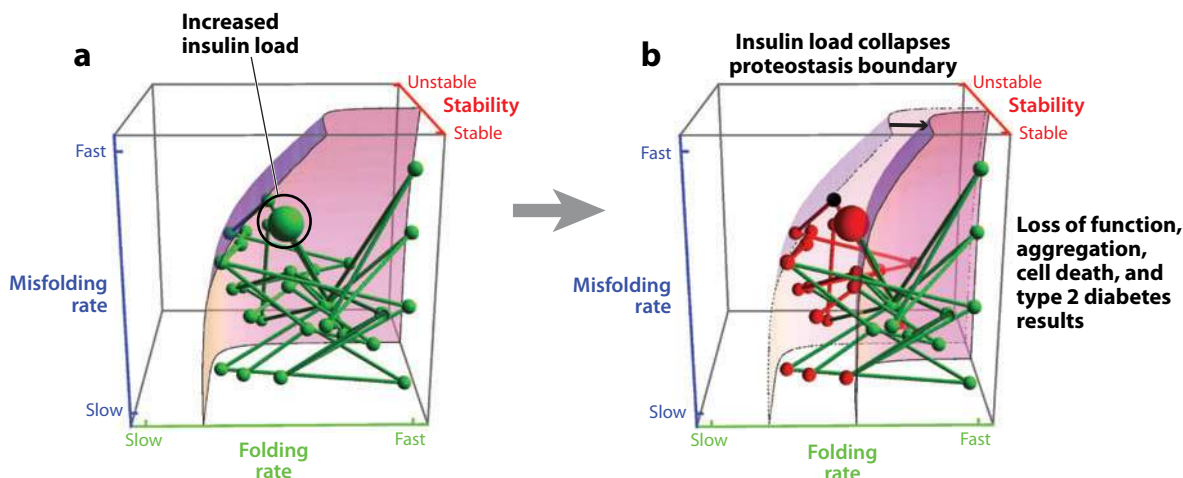 a
Increased
insulin load
Unstable
Stability
Stable
Fast
Misfolding
rate
Slow
Slow
Fast
Folding
rate
b
Insulin load collapses
proteostasis boundary
Unstable
Stability
Stable
Fast
Misfolding
rate
Slow
Slow
Fast
Folding
rate
Loss of function,
aggregation,
cell death, and
type 2 diabetes
results